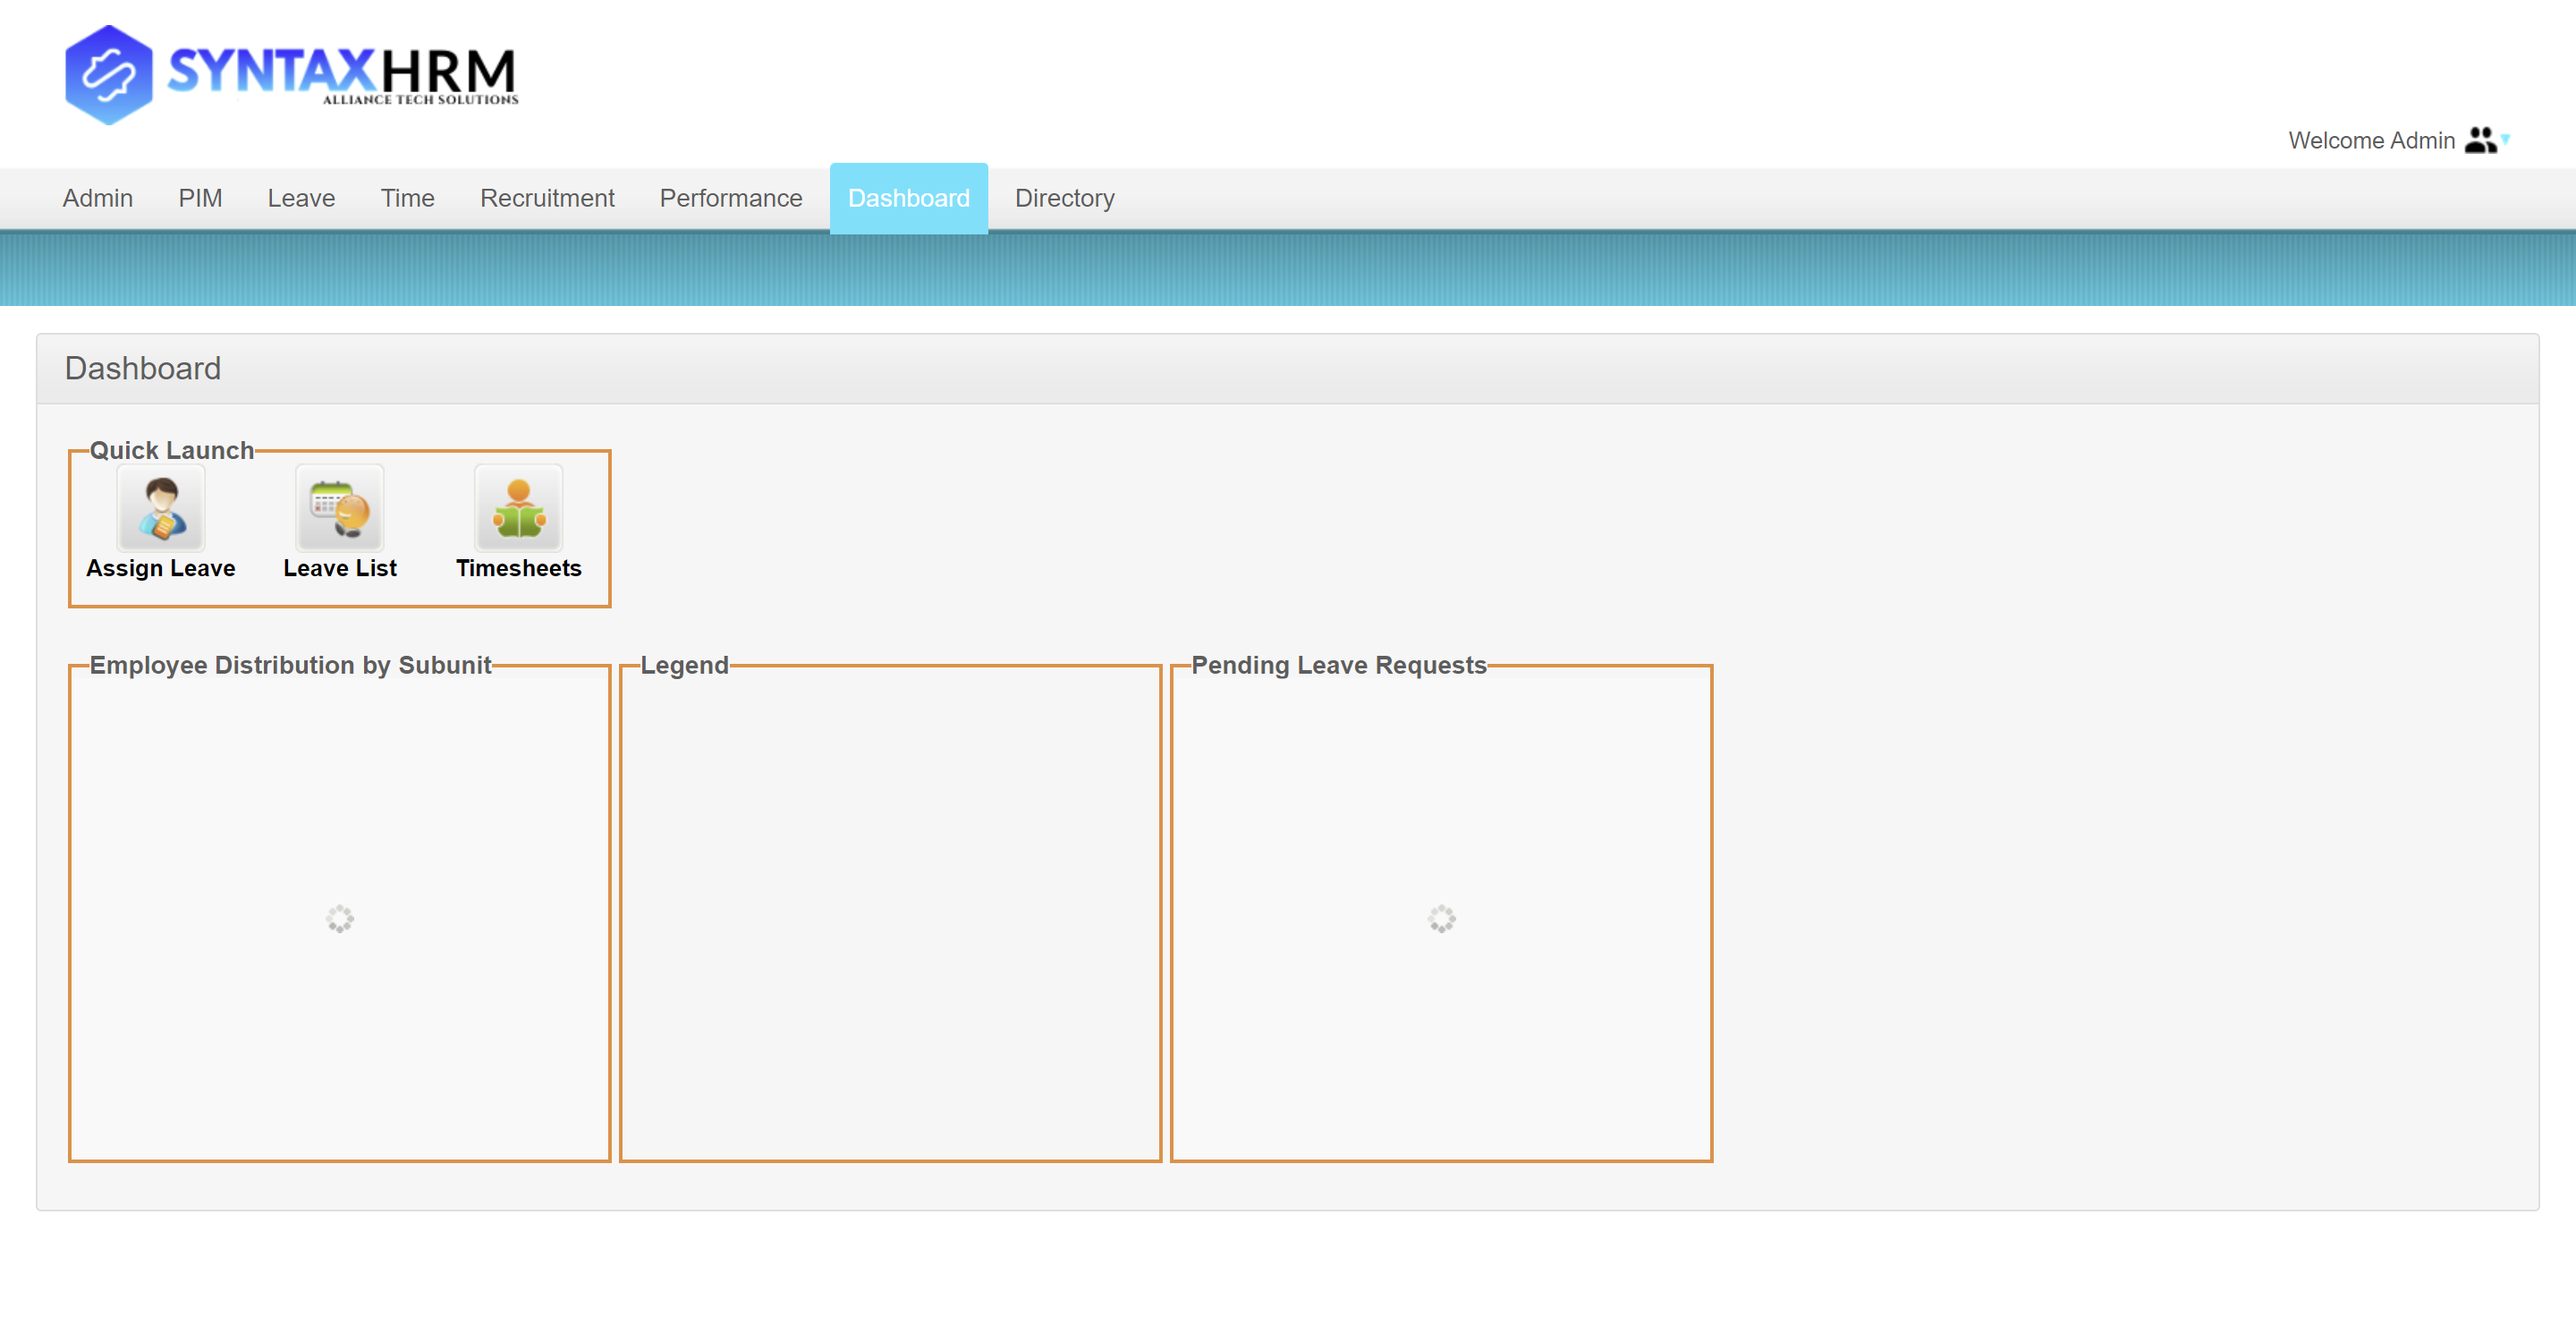 SYNTAXHRM
ALLIANCE TECH SOLUTIONS
Welcome Admin
Admin PIM Leave Time Recruitment Performance Dashboard Directory
Dashboard
Quick Launch
Assign Leave Leave List Timesheets
Employee Distribution by Subunit Legend Pending Leave Requests